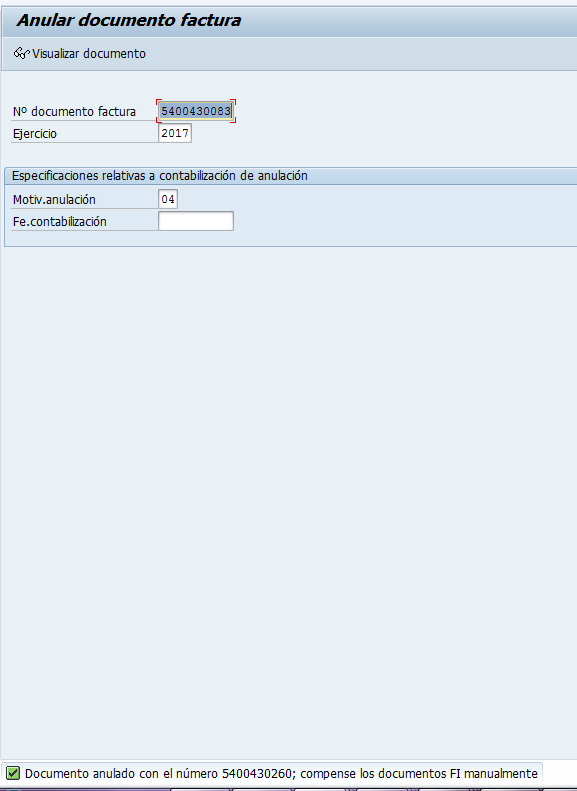 Anular documento factura
Visualizar documento
Nº documento factura 5400430083
Ejercicio 2017
Especificaciones relativas a contabilización de anulación
Motiv.anulación 04
Fe.contabilización
Documento anulado con el número 5400430260; compense los documentos FI manualmente